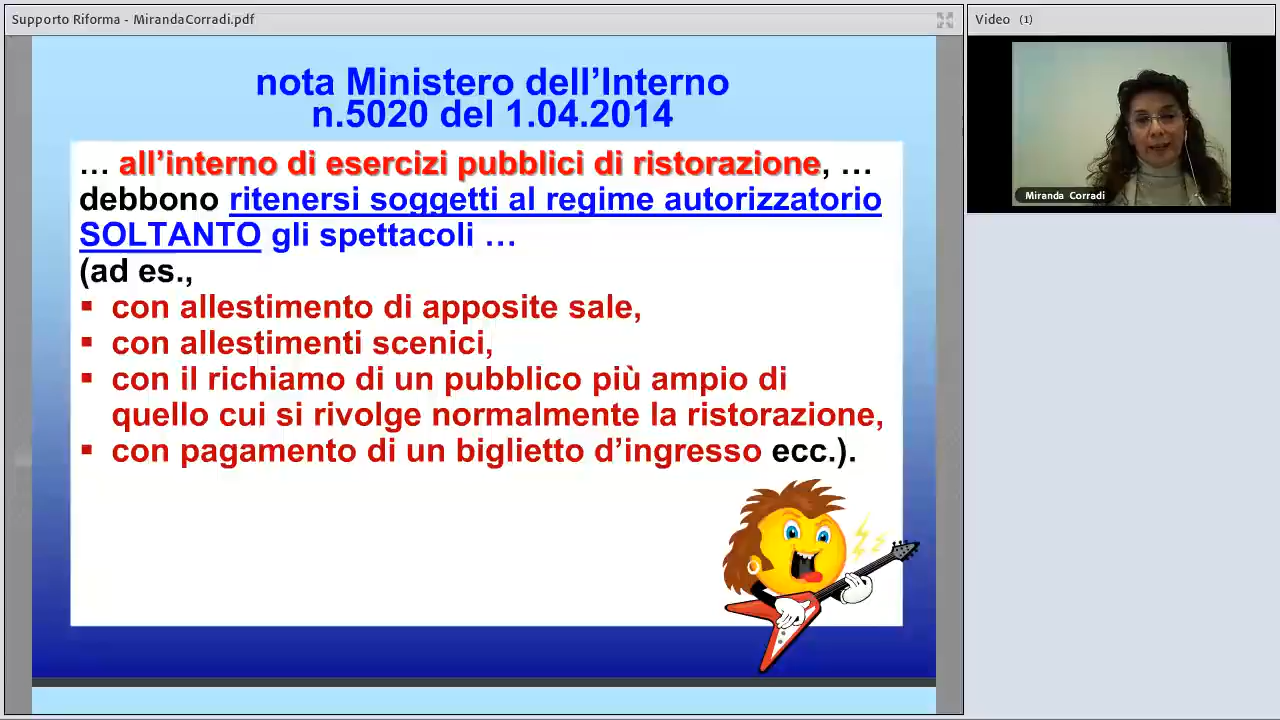 Supporto Riforma - MirandaCorradi.pdf
Video (1)
nota Ministero dell’Interno
n.5020 del 1.04.2014
… all’interno di esercizi pubblici di ristorazione, …
debbono ritenersi soggetti al regime autorizzatorio
SOLTANTO gli spettacoli …
(ad es.,
▪ con allestimento di apposite sale,
▪ con allestimenti scenici,
▪ con il richiamo di un pubblico più ampio di
quello cui si rivolge normalmente la ristorazione,
▪ con pagamento di un biglietto d’ingresso ecc.).
Miranda Corradi